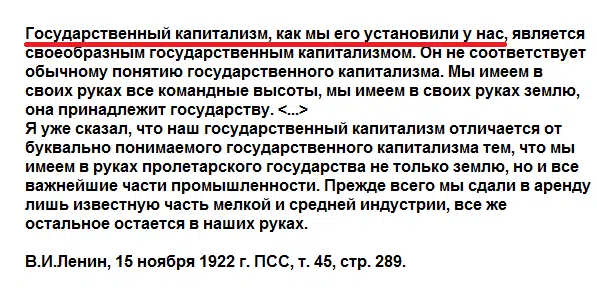 Государственный капитализм, как мы его установили у нас, является
своеобразным государственным капитализмом. Он не соответствует
обычному понятию государственного капитализма. Мы имеем в
своих руках все командные высоты, мы имеем в своих руках землю,
она принадлежит государству. <...>
Я уже сказал, что наш государственный капитализм отличается от
буквально понимаемого государственного капитализма тем, что мы
имеем в руках пролетарского государства не только землю, но и все
важнейшие части промышленности. Прежде всего мы сдали в аренду
лишь известную часть мелкой и средней индустрии, все же
остальное остается в наших руках.
В.И.Ленин, 15 ноября 1922 г. ПСС, т. 45, стр. 289.